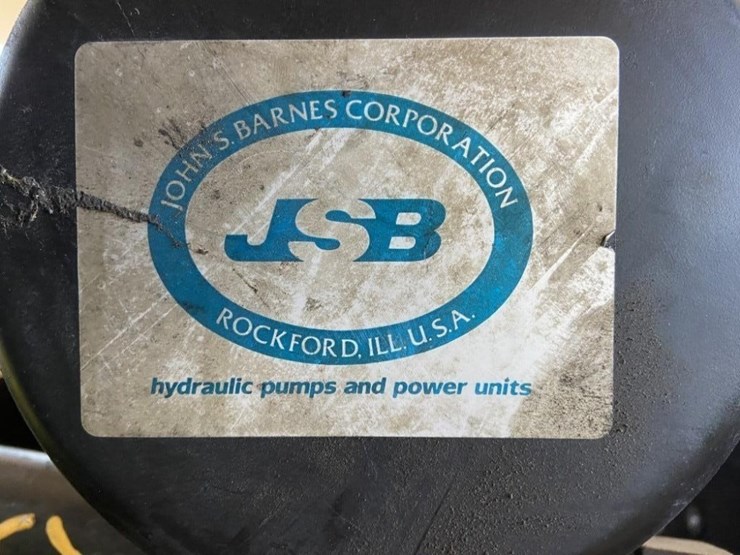 JOHN S. BARNES CORPORATION
JSB
ROCKFORD, ILL. U.S.A.
hydraulic pumps and power units